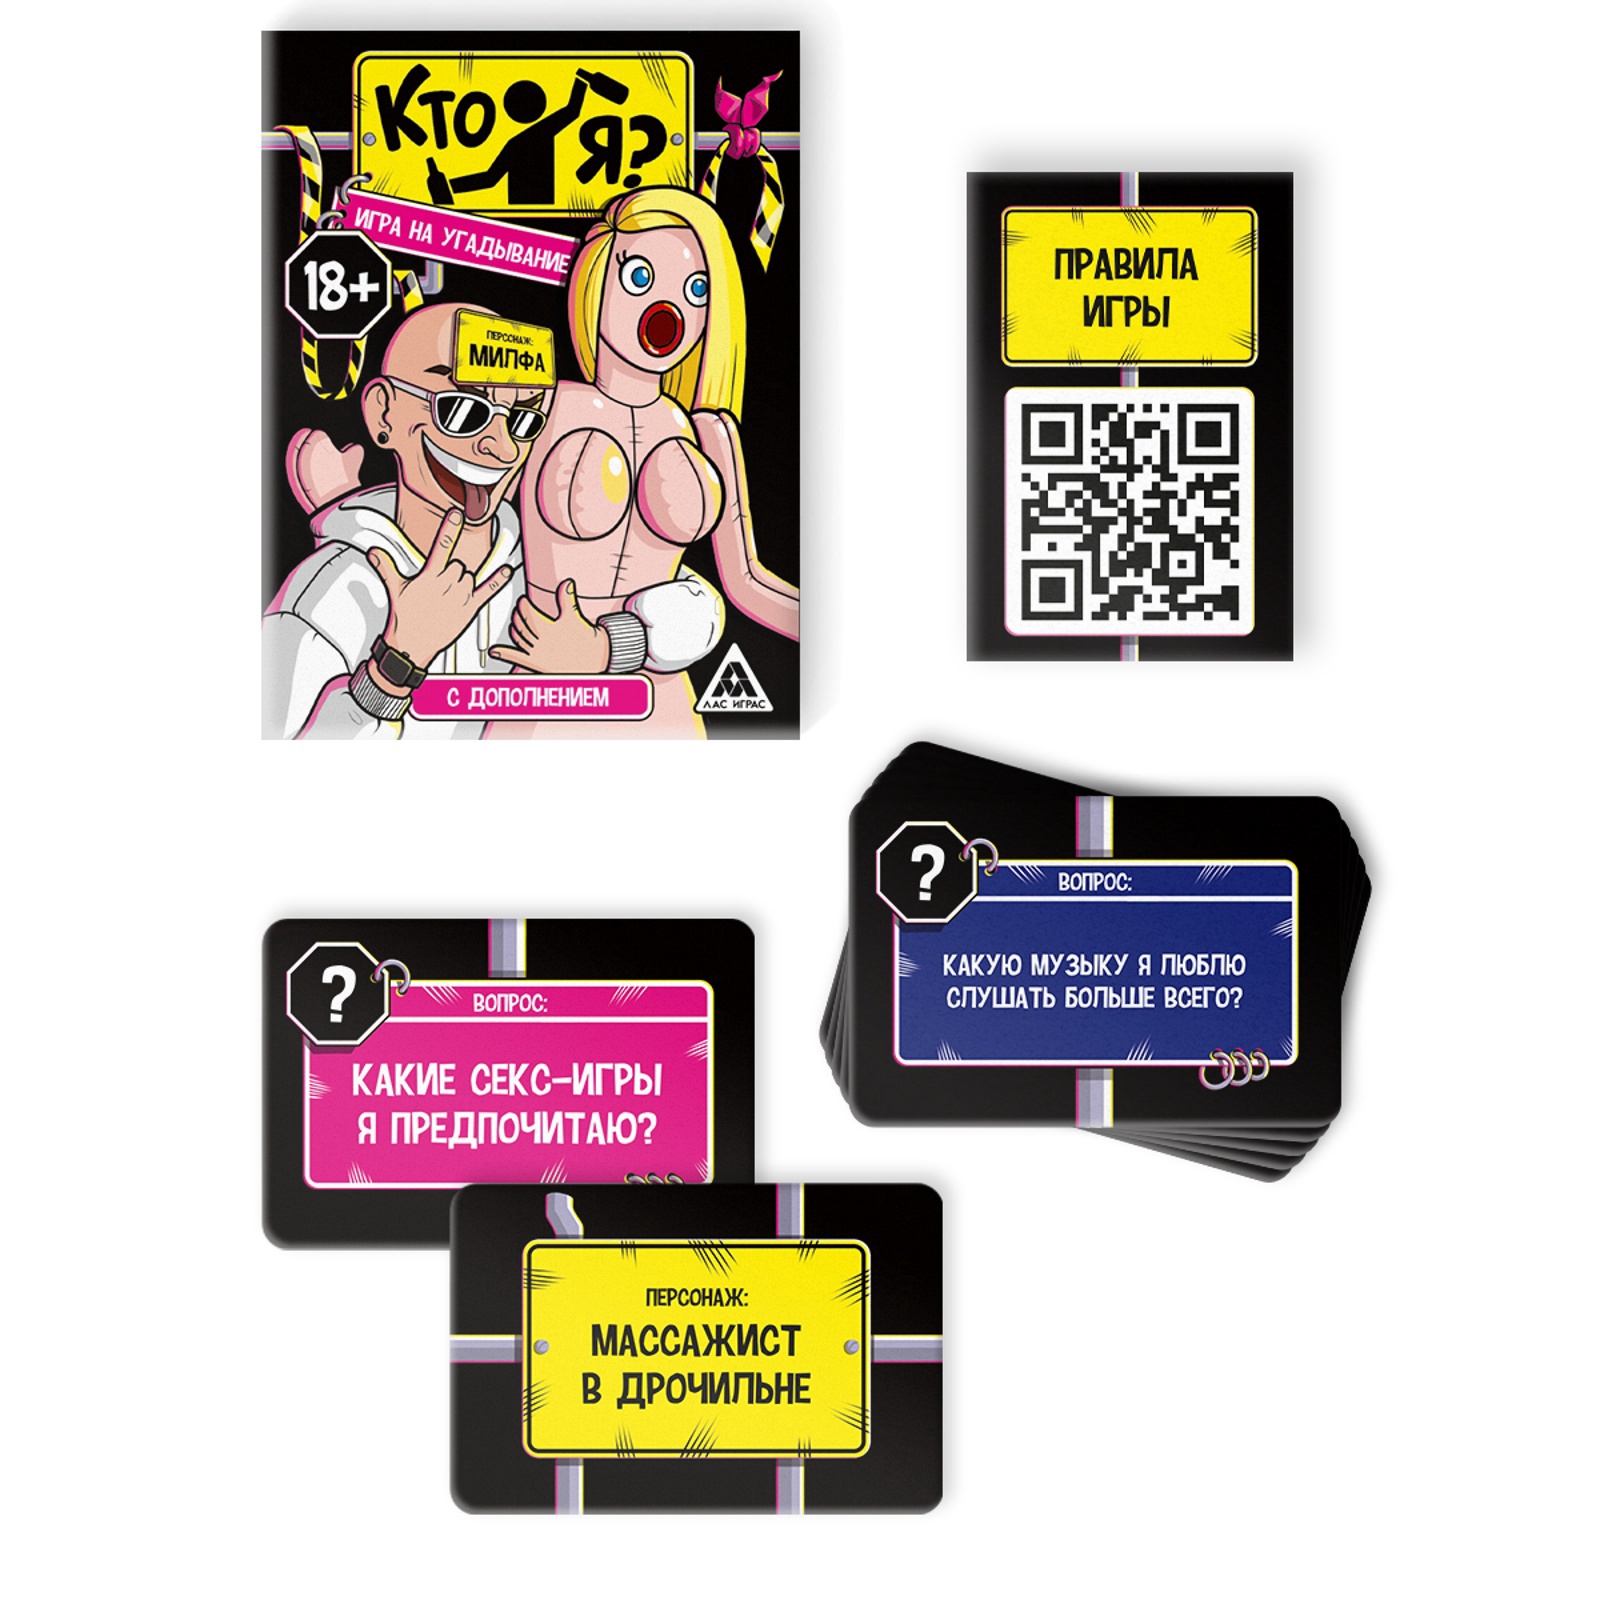 КТО Я?
ИГРА НА УГАДЫВАНИЕ
18+
ПЕРСОНАЖ:
МИЛФА
С ДОПОЛНЕНИЕМ
ЛАС ИГРАС
ПРАВИЛА
ИГРЫ
?
ВОПРОС:
КАКУЮ МУЗЫКУ Я ЛЮБЛЮ
СЛУШАТЬ БОЛЬШЕ ВСЕГО?
?
ВОПРОС:
КАКИЕ СЕКС-ИГРЫ
Я ПРЕДПОЧИТАЮ?
ПЕРСОНАЖ:
МАССАЖИСТ
В ДРОЧИЛЬНЕ